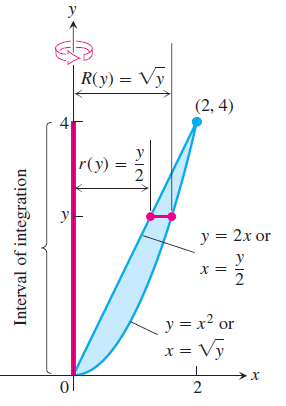 y
R(y) = √y
(2, 4)
4
r(y) = y/2
y
Interval of integration
y = 2x or
x = y/2
y = x² or
x = √y
x
0
2